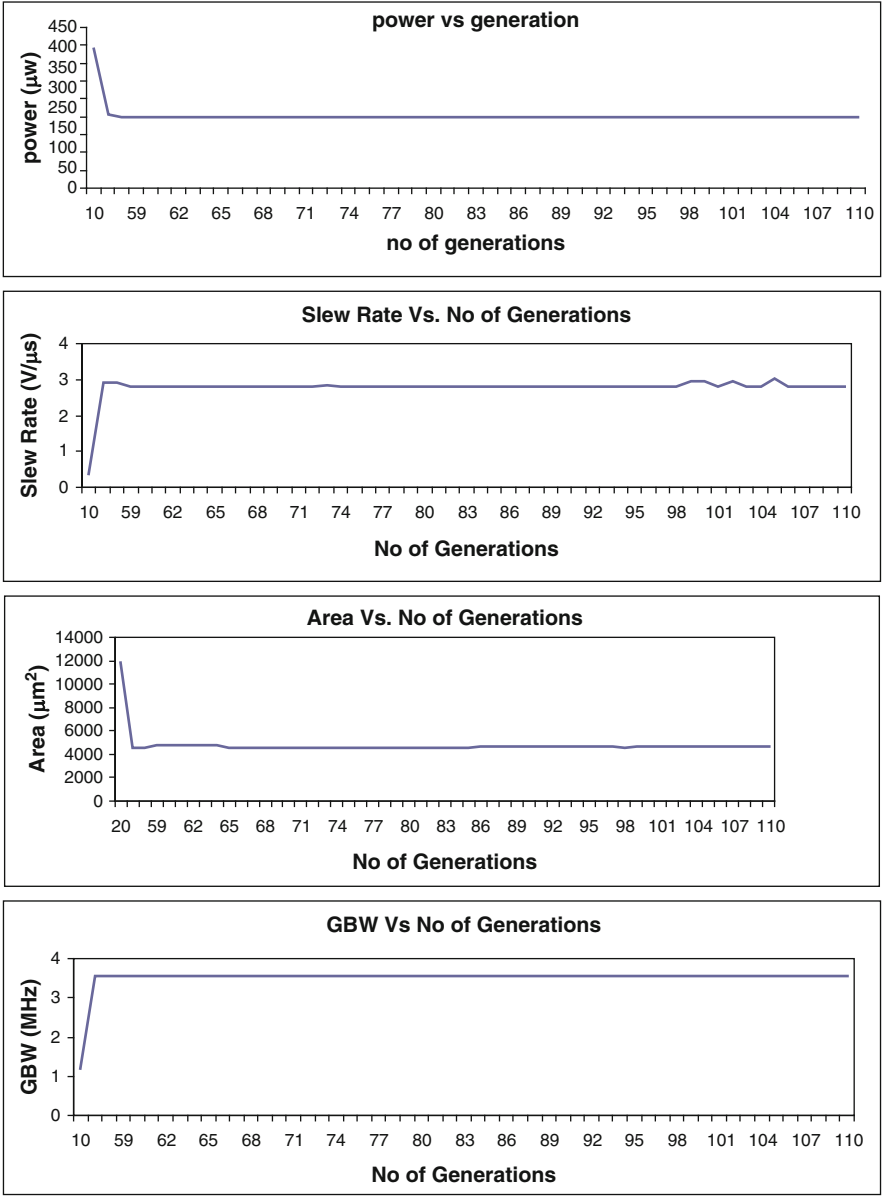 power vs generation
450
400
350
300
250
150
100
50
0
power (μw)
10 59 62 65 68 71 74 77 80 83 86 89 92 95 98 101 104 107 110
no of generations
Slew Rate Vs. No of Generations
4
3
2
1
0
Slew Rate (V/μs)
10 59 62 65 68 71 74 77 80 83 86 89 92 95 98 101 104 107 110
No of Generations
Area Vs. No of Generations
14000
12000
10000
8000
6000
4000
2000
0
Area (μm²)
20 59 62 65 68 71 74 77 80 83 86 89 92 95 98 101 104 107 110
No of Generations
GBW Vs No of Generations
4
3
2
1
0
GBW (MHz)
10 59 62 65 68 71 74 77 80 83 86 89 92 95 98 101 104 107 110
No of Generations